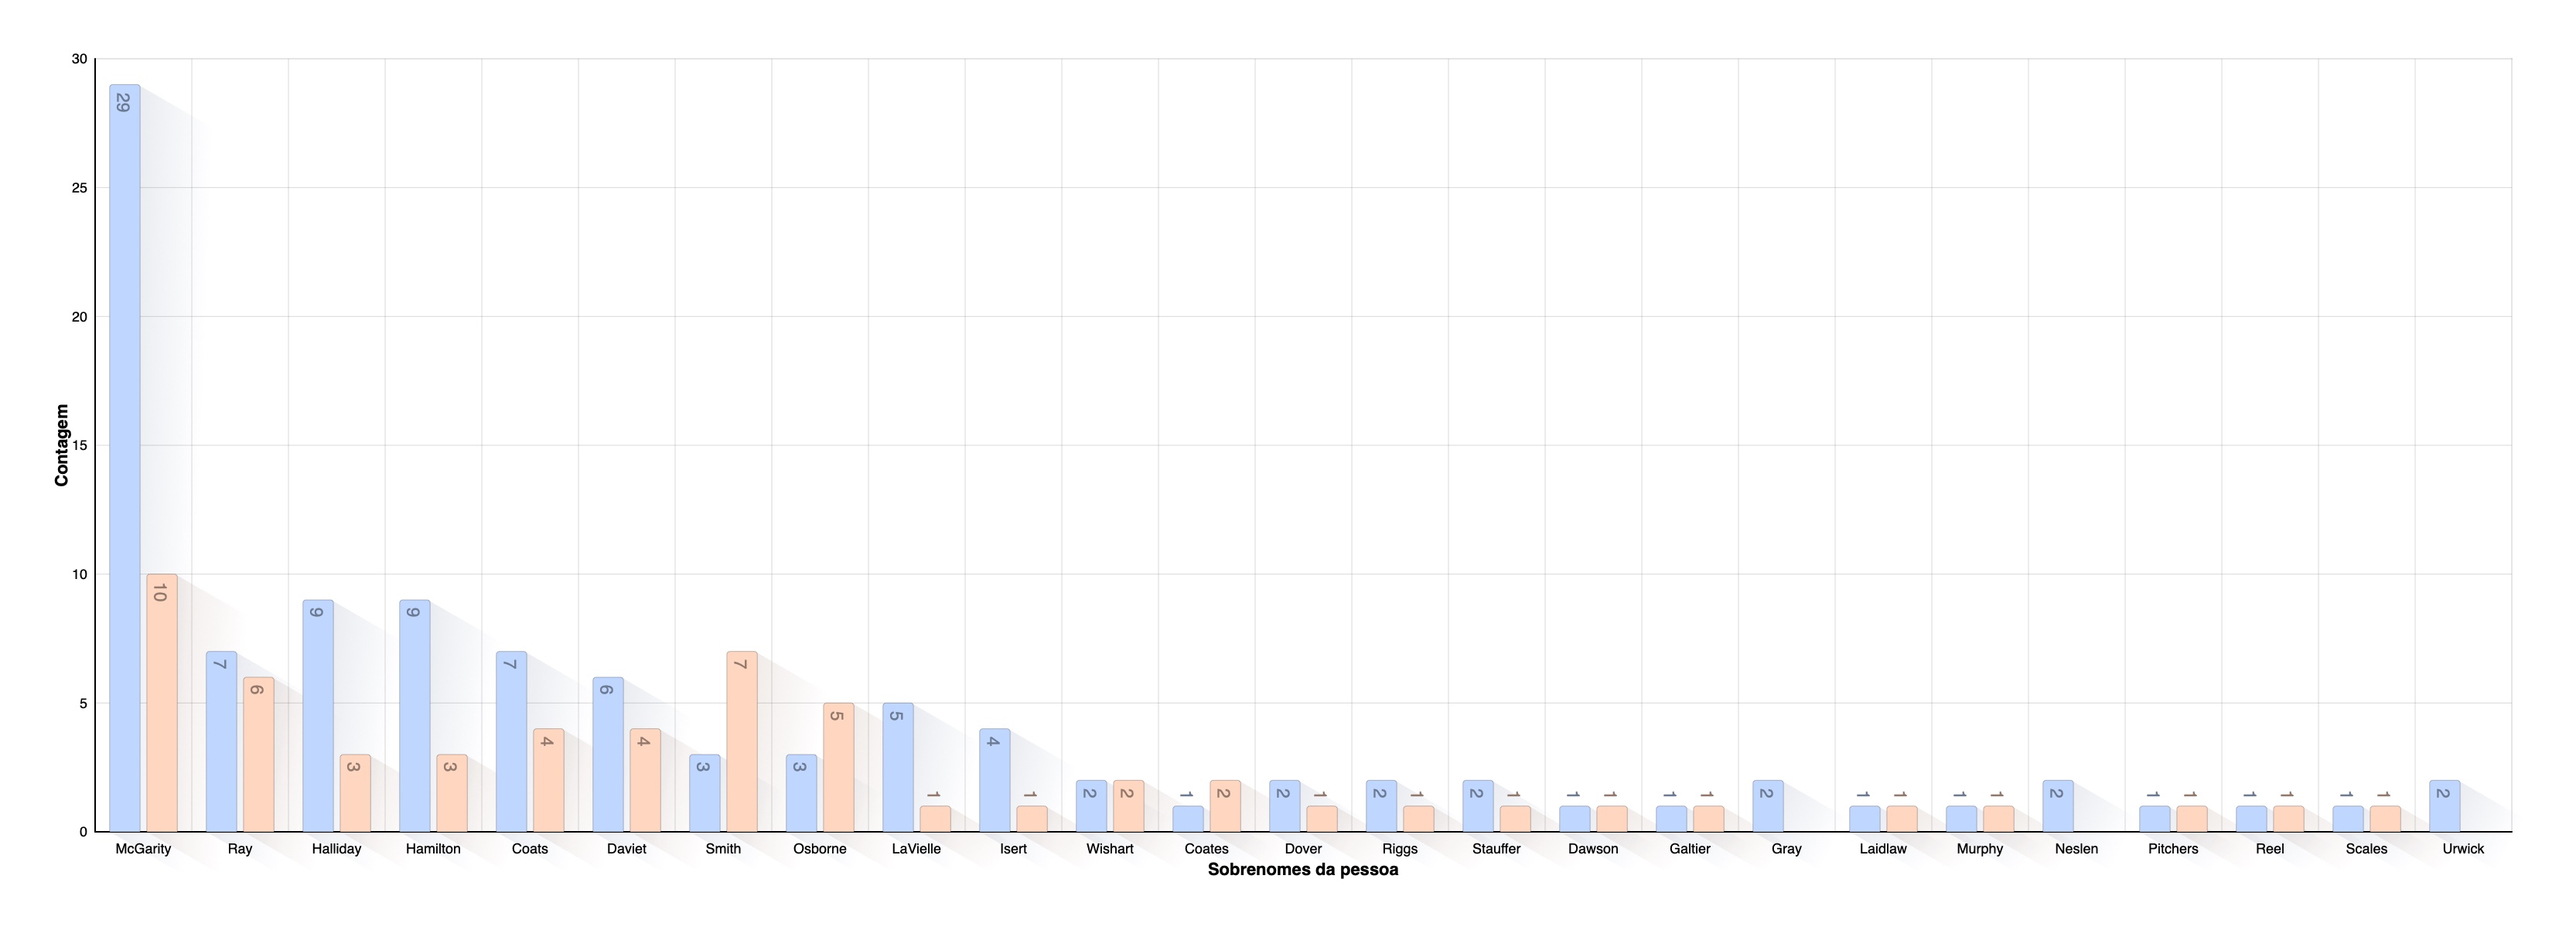 30
25
20
15
10
5
0
Contagem
29 10 7 6 9 3 9 3 7 4 6 4 3 7 3 5 5 1 4 1 2 2 1 2 2 1 2 1 2 1 1 1 1 1 2 1 1 1 1 2 1 1 1 1 1 1 2
McGarity Ray Halliday Hamilton Coats Daviet Smith Osborne LaVielle Isert Wishart Coates Dover Riggs Stauffer Dawson Galtier Gray Laidlaw Murphy Neslen Pitchers Reel Scales Urwick
Sobrenomes da pessoa